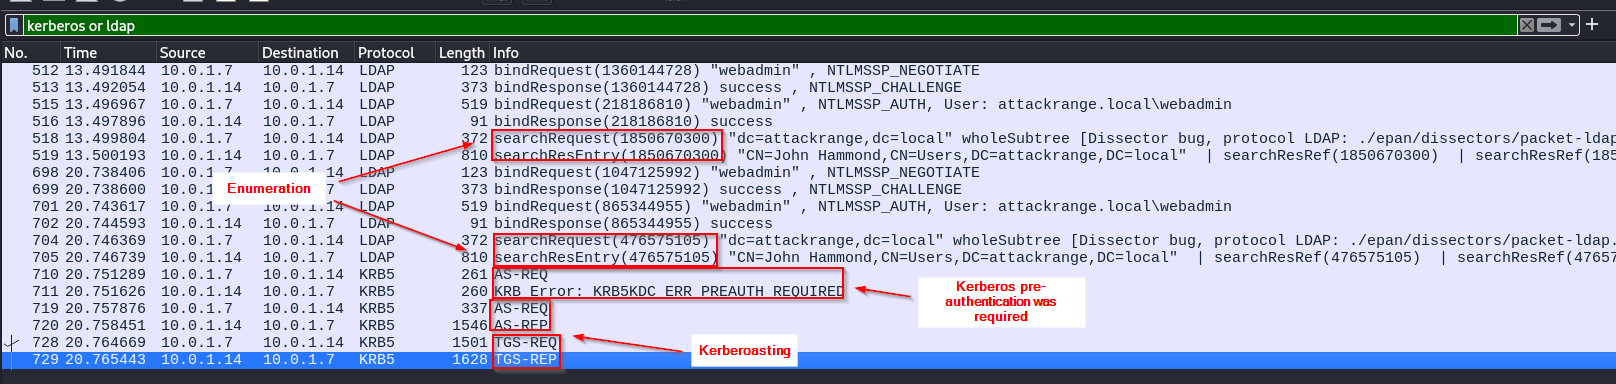 kerberos or ldap
No. Time Source Destination Protocol Length Info
512 13.491844 10.0.1.7 10.0.1.14 LDAP 123 bindRequest(1360144728) "webadmin" , NTLMSSP_NEGOTIATE
513 13.492054 10.0.1.14 10.0.1.7 LDAP 373 bindResponse(1360144728) success , NTLMSSP_CHALLENGE
515 13.496967 10.0.1.7 10.0.1.14 LDAP 519 bindRequest(218186810) "webadmin" , NTLMSSP_AUTH, User: attackrange.local\webadmin
516 13.497896 10.0.1.14 10.0.1.7 LDAP 91 bindResponse(218186810) success
518 13.499804 10.0.1.7 10.0.1.14 LDAP 372 searchRequest(1850670300) "dc=attackrange,dc=local" wholeSubtree [Dissector bug, protocol LDAP: ./epan/dissectors/packet-ldap
519 13.500193 10.0.1.14 10.0.1.7 LDAP 810 searchResEntry(1850670300) "CN=John Hammond,CN=Users,DC=attackrange,DC=local" | searchResRef(1850670300) | searchResRef(185
698 20.738406 10.0.1.7 10.0.1.14 LDAP 123 bindRequest(1047125992) "webadmin" , NTLMSSP_NEGOTIATE
699 20.738600 10.0.1.7 LDAP 373 bindResponse(1047125992) success , NTLMSSP_CHALLENGE
Enumeration
701 20.743617 10.0.1.7 10.0.1.14 LDAP 519 bindRequest(865344955) "webadmin" , NTLMSSP_AUTH, User: attackrange.local\webadmin
702 20.744593 10.0.1.14 10.0.1.7 LDAP 91 bindResponse(865344955) success
704 20.746369 10.0.1.7 10.0.1.14 LDAP 372 searchRequest(476575105) "dc=attackrange,dc=local" wholeSubtree [Dissector bug, protocol LDAP: ./epan/dissectors/packet-ldap.
705 20.746739 10.0.1.14 10.0.1.7 LDAP 810 searchResEntry(476575105) "CN=John Hammond,CN=Users,DC=attackrange,DC=local" | searchResRef(476575105) | searchResRef(47657
710 20.751289 10.0.1.7 10.0.1.14 KRB5 261 AS-REQ
711 20.751626 10.0.1.14 10.0.1.7 KRB5 260 KRB Error: KRB5KDC_ERR_PREAUTH_REQUIRED
Kerberos pre-
authentication was
required
719 20.757876 10.0.1.7 10.0.1.14 KRB5 337 AS-REQ
720 20.758451 10.0.1.14 10.0.1.7 KRB5 1546 AS-REP
728 20.764669 10.0.1.7 10.0.1.14 KRB5 1501 TGS-REQ
Kerberoasting
729 20.765443 10.0.1.14 10.0.1.7 KRB5 1628 TGS-REP